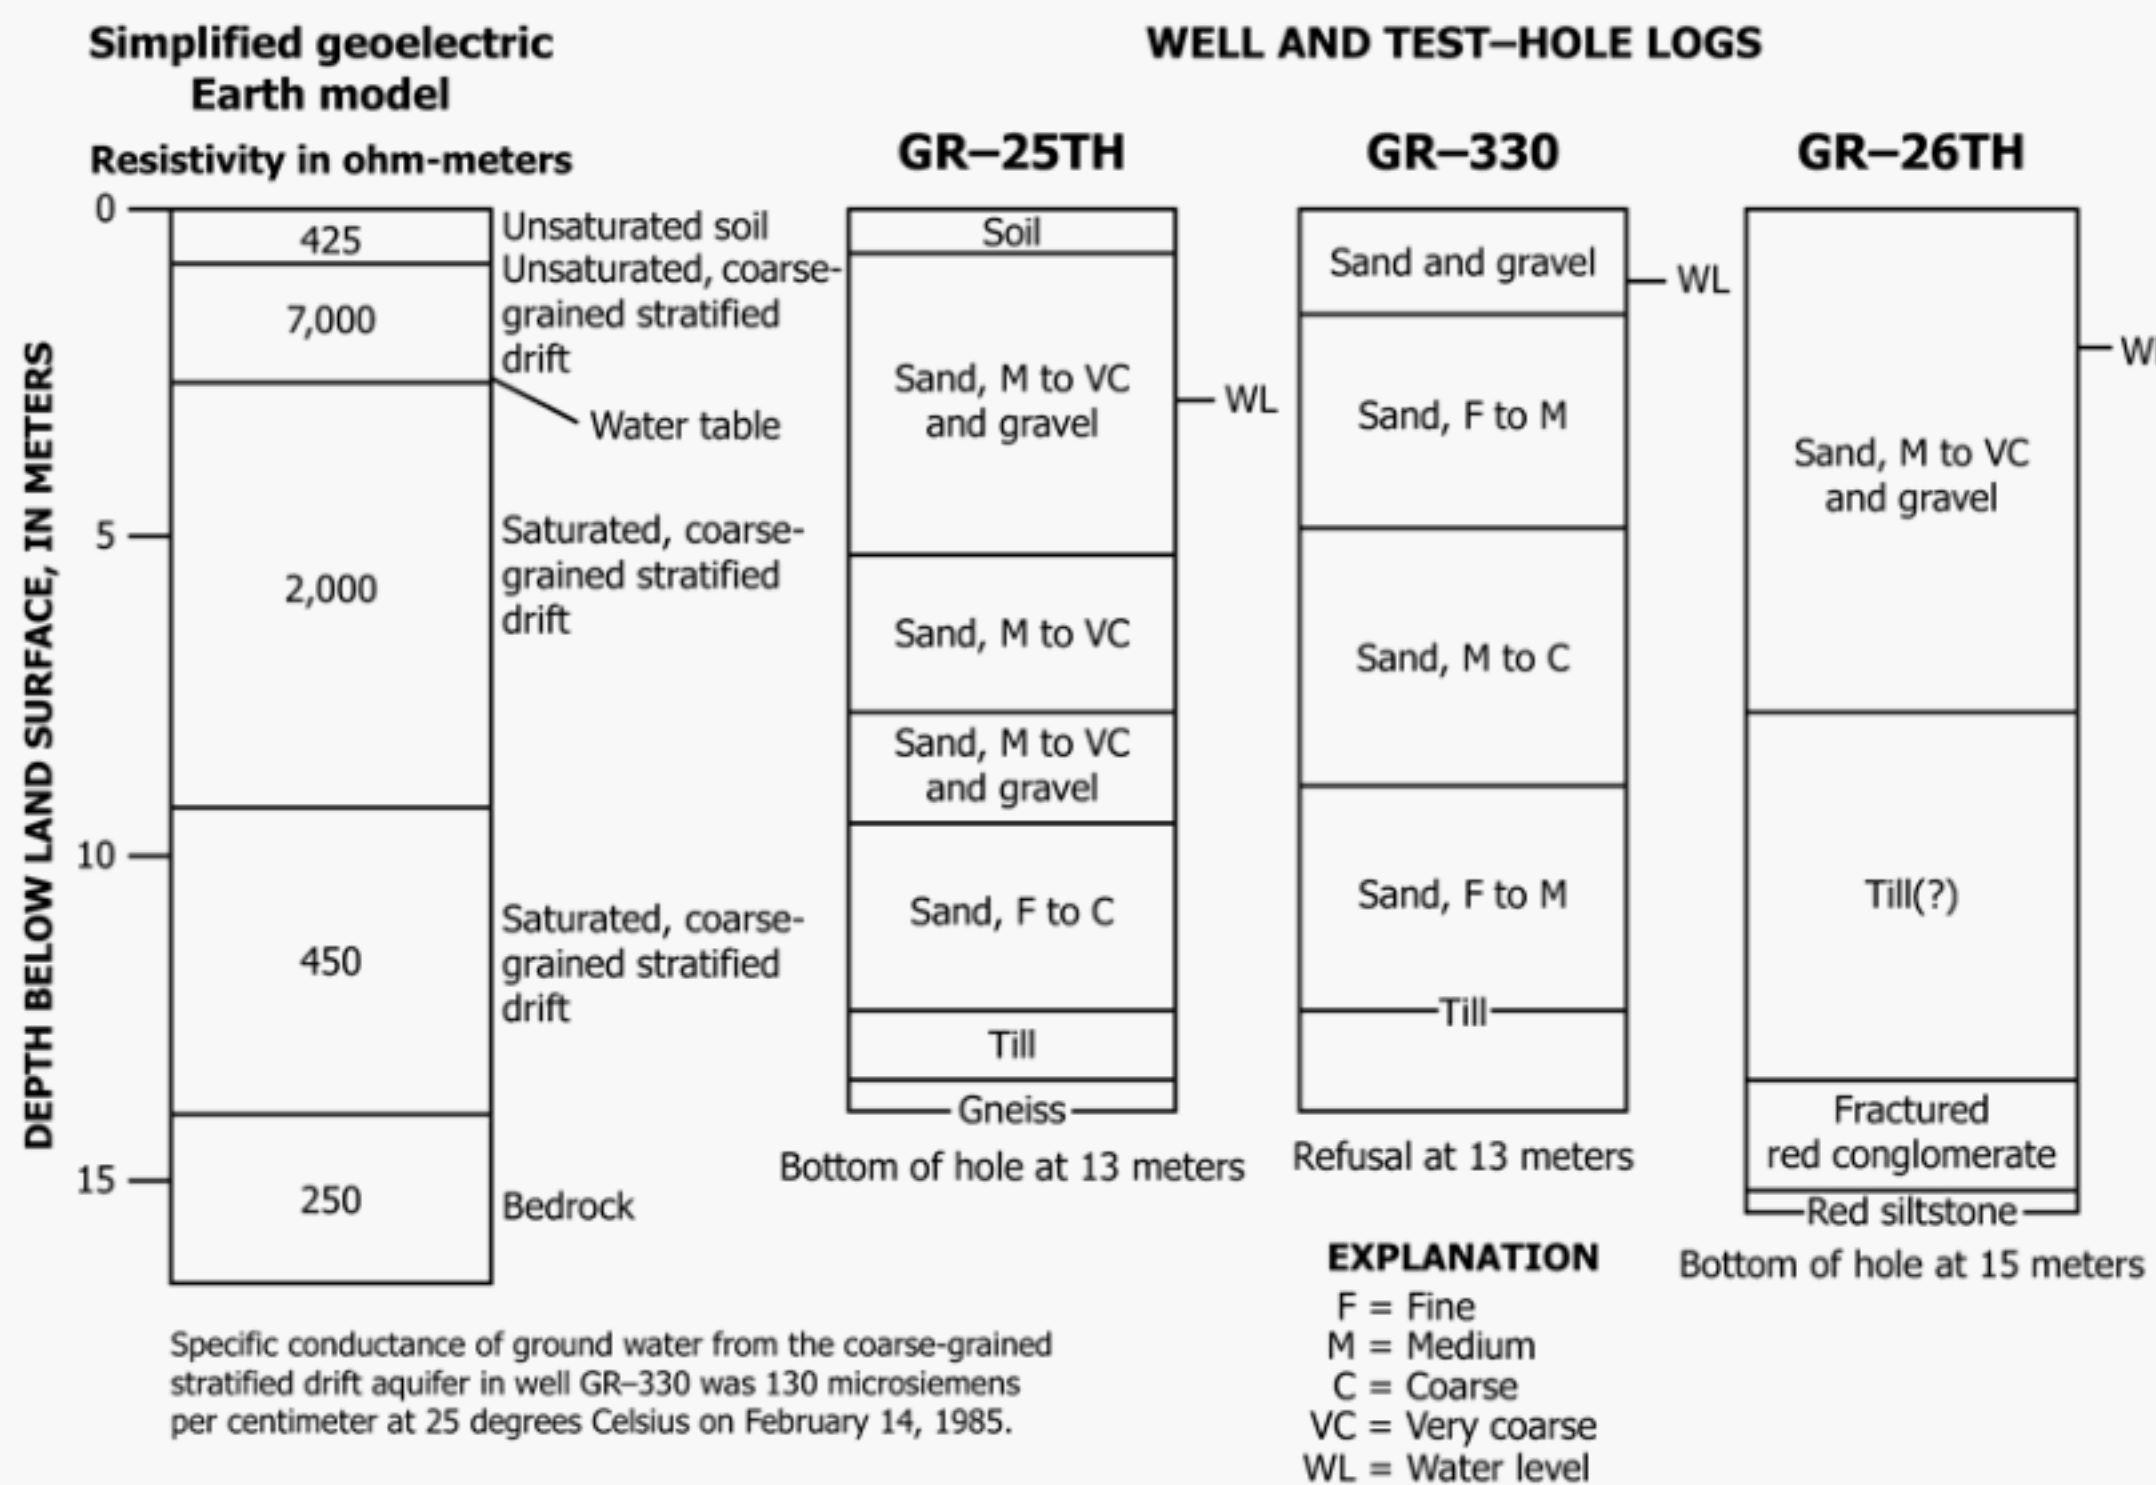 Simplified geoelectric
Earth model
Resistivity in ohm-meters
WELL AND TEST–HOLE LOGS
GR–25TH
GR–330
GR–26TH
DEPTH BELOW LAND SURFACE, IN METERS
0
5
10
15
425
7,000
2,000
450
250
Unsaturated soil
Unsaturated, coarse-
grained stratified
drift
Water table
Saturated, coarse-
grained stratified
drift
Saturated, coarse-
grained stratified
drift
Bedrock
Soil
Sand, M to VC
and gravel
WL
Sand, M to VC
Sand, M to VC
and gravel
Sand, F to C
Till
Gneiss
Bottom of hole at 13 meters
Sand and gravel
WL
Sand, F to M
Sand, M to C
Sand, F to M
Till
Refusal at 13 meters
Sand, M to VC
and gravel
Till(?)
Fractured
red conglomerate
Red siltstone
Bottom of hole at 15 meters
EXPLANATION
F = Fine
M = Medium
C = Coarse
VC = Very coarse
WL = Water level
Specific conductance of ground water from the coarse-grained
stratified drift aquifer in well GR–330 was 130 microsiemens
per centimeter at 25 degrees Celsius on February 14, 1985.